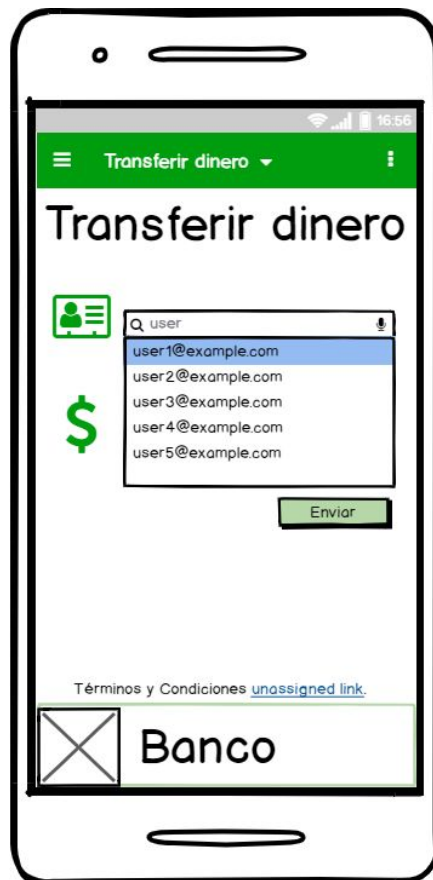 16:56
Transferir dinero
Transferir dinero
user
user1@example.com
user2@example.com
user3@example.com
user4@example.com
user5@example.com
$
Enviar
Términos y Condiciones unassigned link.
Banco